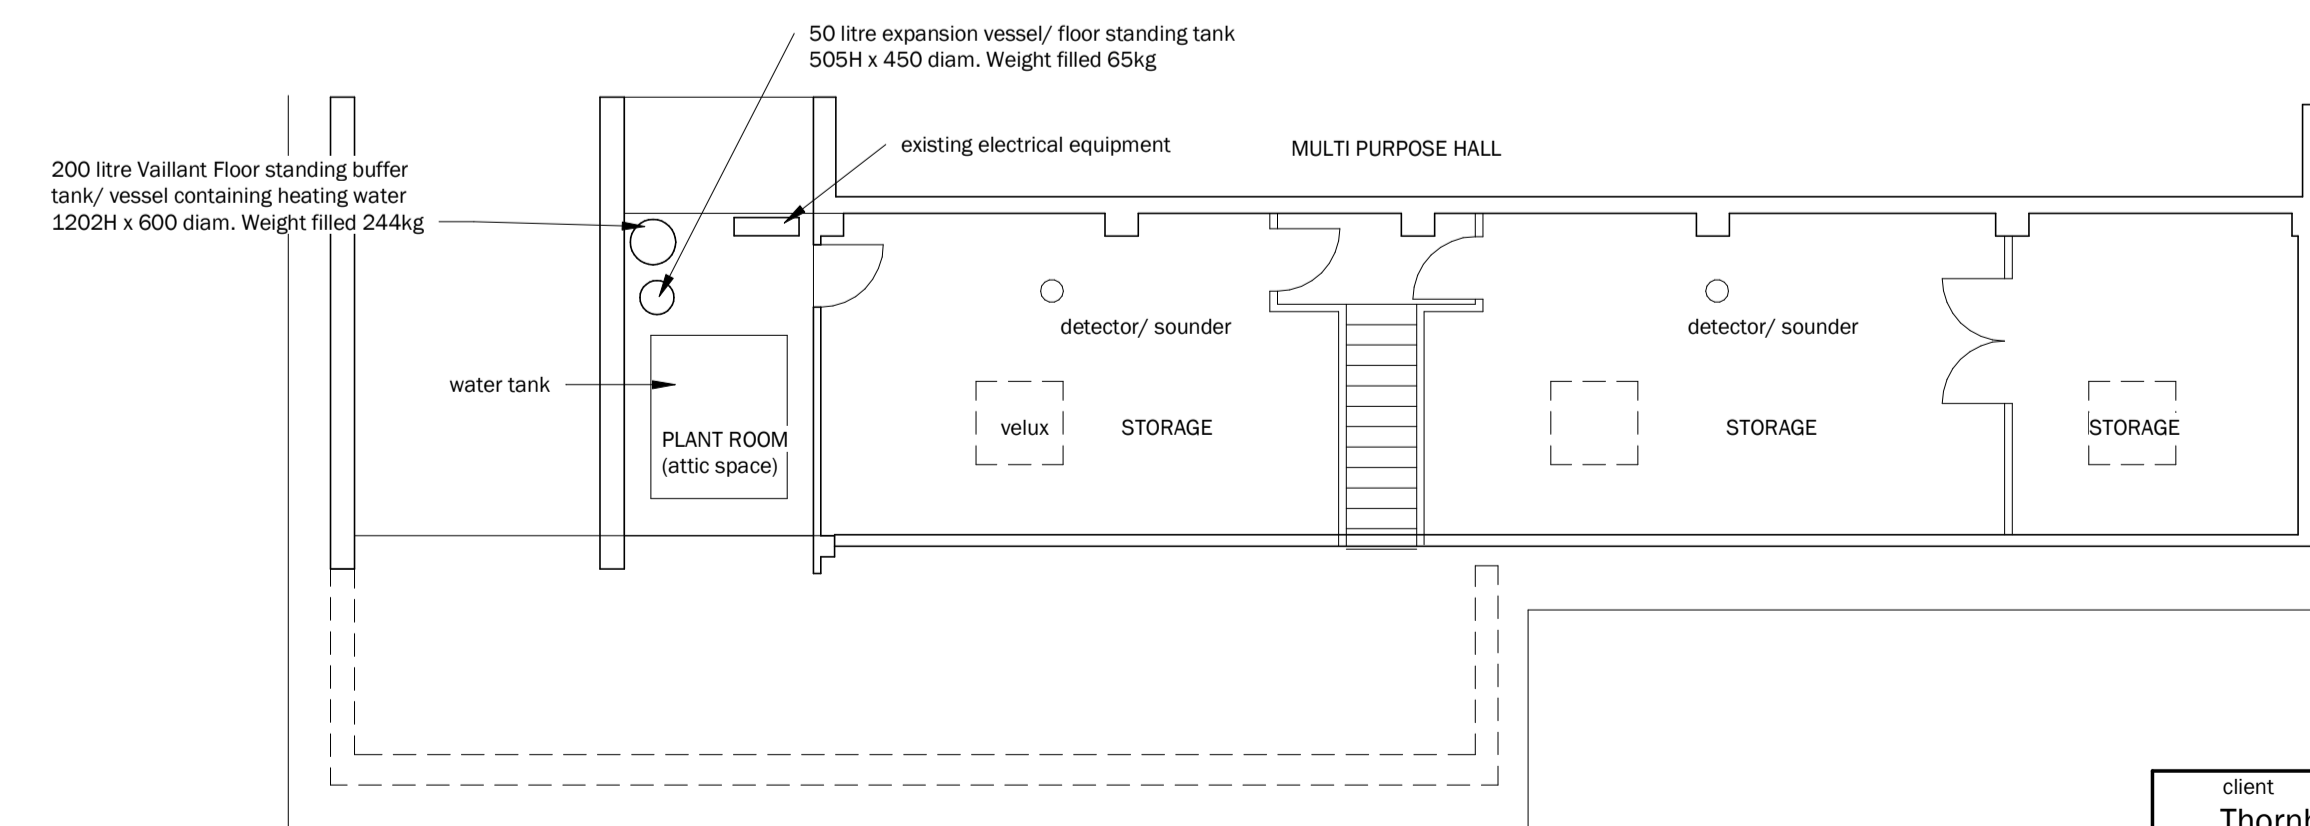 50 litre expansion vessel/ floor standing tank
505H x 450 diam. Weight filled 65kg
existing electrical equipment
MULTI PURPOSE HALL
200 litre Vaillant Floor standing buffer
tank/ vessel containing heating water
1202H x 600 diam. Weight filled 244kg
detector/ sounder
detector/ sounder
water tank
PLANT ROOM
(attic space)
velux
STORAGE
STORAGE
STORAGE
client